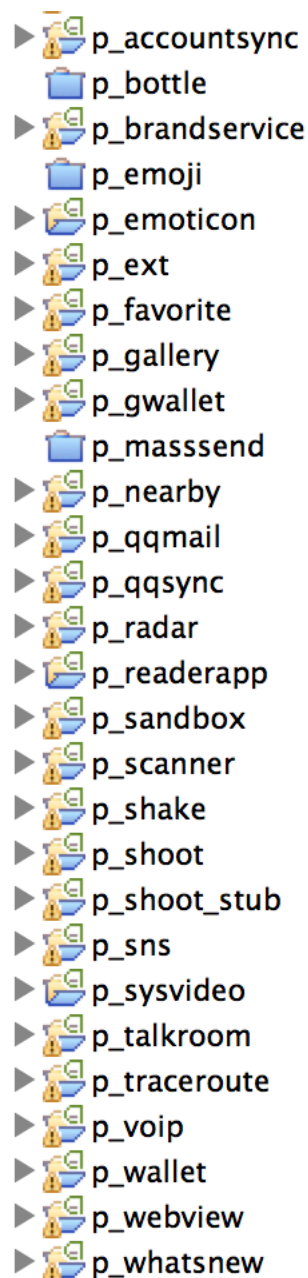 p_accountsync
p_bottle
p_brandservice
p_emoji
p_emoticon
p_ext
p_favorite
p_gallery
p_gwallet
p_masssend
p_nearby
p_qqmail
p_qqsync
p_radar
p_readerapp
p_sandbox
p_scanner
p_shake
p_shoot
p_shoot_stub
p_sns
p_sysvideo
p_talkroom
p_traceroute
p_voip
p_wallet
p_webview
p_whatsnew